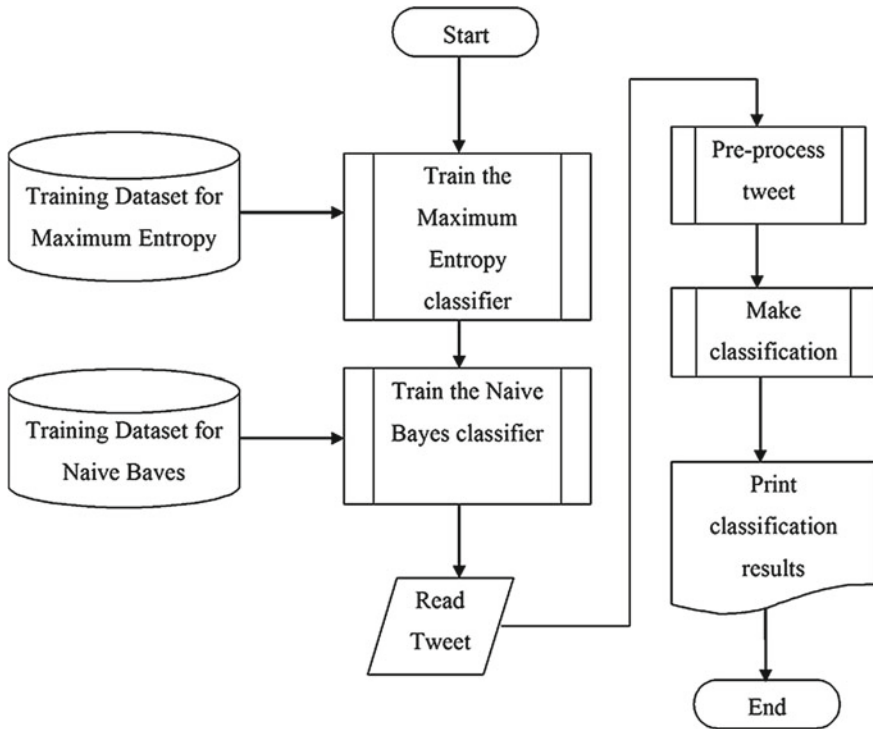 Start
Training Dataset for
Maximum Entropy
Train the
Maximum
Entropy
classifier
Training Dataset for
Naive Baves
Train the Naive
Bayes classifier
Read
Tweet
Pre-process
tweet
Make
classification
Print
classification
results
End